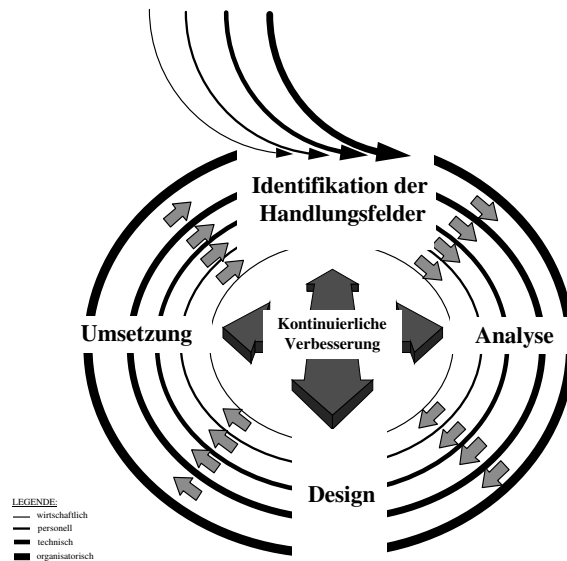 Identifikation der
Handlungsfelder
Umsetzung
Kontinuierliche
Verbesserung
Analyse
Design
LEGENDE:
wirtschaftlich
personell
technisch
organisatorisch